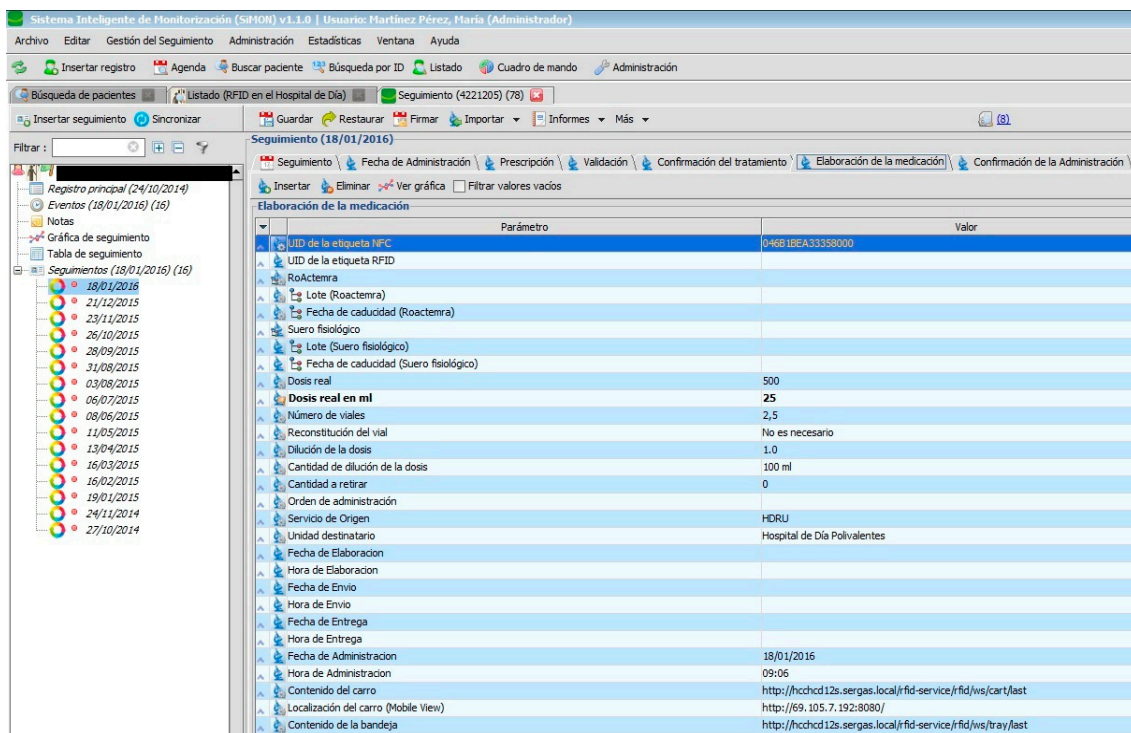 Sistema Inteligente de Monitorización (SiMON) v1.1.0 | Usuario: Martínez Pérez, María (Administrador)
Archivo Editar Gestión del Seguimiento Administración Estadísticas Ventana Ayuda
Insertar registro Agenda Buscar paciente Búsqueda por ID Listado Cuadro de mando Administración
Búsqueda de pacientes Listado (RFID en el Hospital de Día) Seguimiento (4221205) (78)
Insertar seguimiento Sincronizar Guardar Restaurar Firmar Importar Informes Más (8)
Filtrar :
Registro principal (24/10/2014)
Eventos (18/01/2016) (16)
Notas
Gráfica de seguimiento
Tabla de seguimiento
Seguimientos (18/01/2016) (16)
18/01/2016
21/12/2015
23/11/2015
26/10/2015
28/09/2015
31/08/2015
03/08/2015
06/07/2015
08/06/2015
11/05/2015
13/04/2015
16/03/2015
16/02/2015
19/01/2015
24/11/2014
27/10/2014
Seguimiento (18/01/2016)
Seguimiento \ Fecha de Administración \ Prescripción \ Validación \ Confirmación del tratamiento \ Elaboración de la medicación \ Confirmación de la Administración \
Insertar Eliminar Ver gráfica Filtrar valores vacíos
Elaboración de la medicación
Parámetro Valor
UID de la etiqueta NFC 046B1BEA33358000
UID de la etiqueta RFID
RoActemra
Lote (Roactemra)
Fecha de caducidad (Roactemra)
Suero fisiológico
Lote (Suero fisiológico)
Fecha de caducidad (Suero fisiológico)
Dosis real 500
Dosis real en ml 25
Número de viales 2,5
Reconstitución del vial No es necesario
Dilución de la dosis 1.0
Cantidad de dilución de la dosis 100 ml
Cantidad a retirar 0
Orden de administración
Servicio de Origen HDRU
Unidad destinatario Hospital de Día Polivalentes
Fecha de Elaboracion
Hora de Elaboracion
Fecha de Envio
Hora de Envio
Fecha de Entrega
Hora de Entrega
Fecha de Administracion 18/01/2016
Hora de Administracion 09:06
Contenido del carro http://hcchcd12s.sergas.local/rfid-service/rfid/ws/cart/last
Localización del carro (Mobile View) http://69.105.7.192:8080/
Contenido de la bandeja http://hcchcd12s.sergas.local/rfid-service/rfid/ws/tray/last